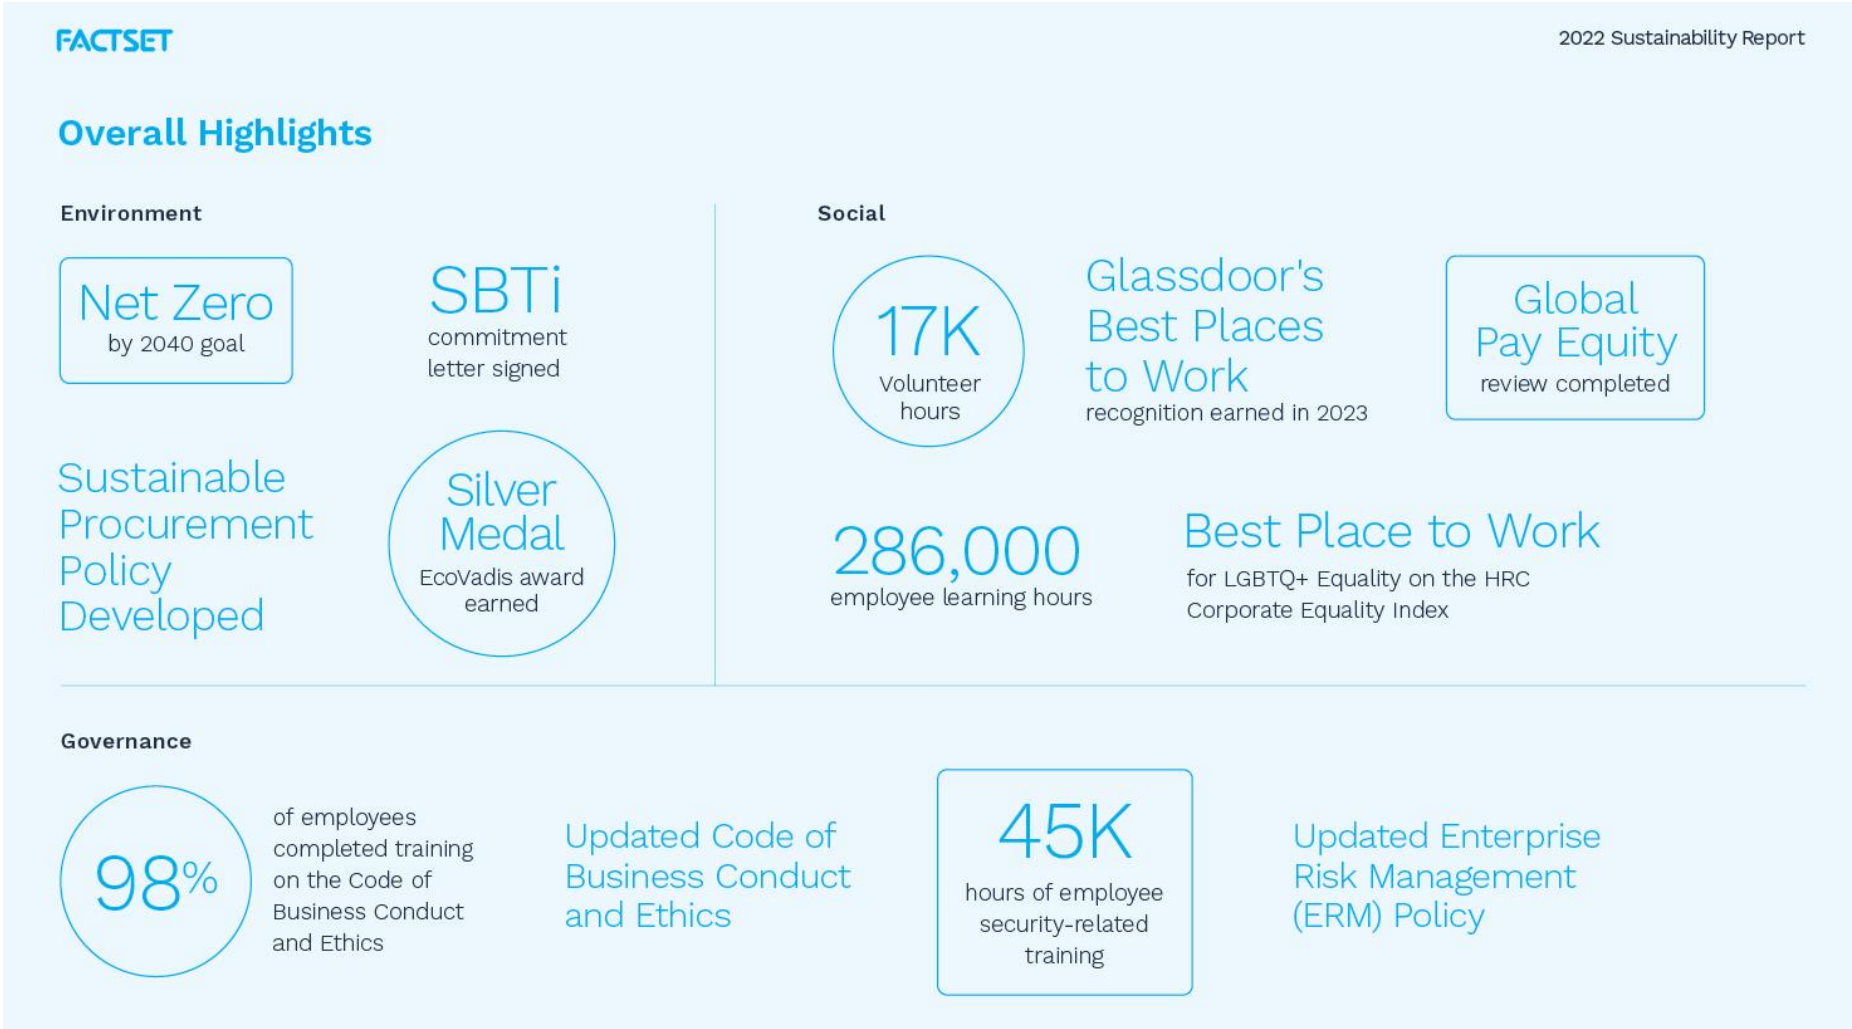 FACTSET
2022 Sustainability Report
Overall Highlights
Environment
Net Zero
by 2040 goal
SBTi
commitment
letter signed
Sustainable
Procurement
Policy
Developed
Silver
Medal
EcoVadis award
earned
Social
17K
Volunteer
hours
Glassdoor's
Best Places
to Work
recognition earned in 2023
Global
Pay Equity
review completed
286,000
employee learning hours
Best Place to Work
for LGBTQ+ Equality on the HRC
Corporate Equality Index
Governance
98%
of employees
completed training
on the Code of
Business Conduct
and Ethics
Updated Code of
Business Conduct
and Ethics
45K
hours of employee
security-related
training
Updated Enterprise
Risk Management
(ERM) Policy